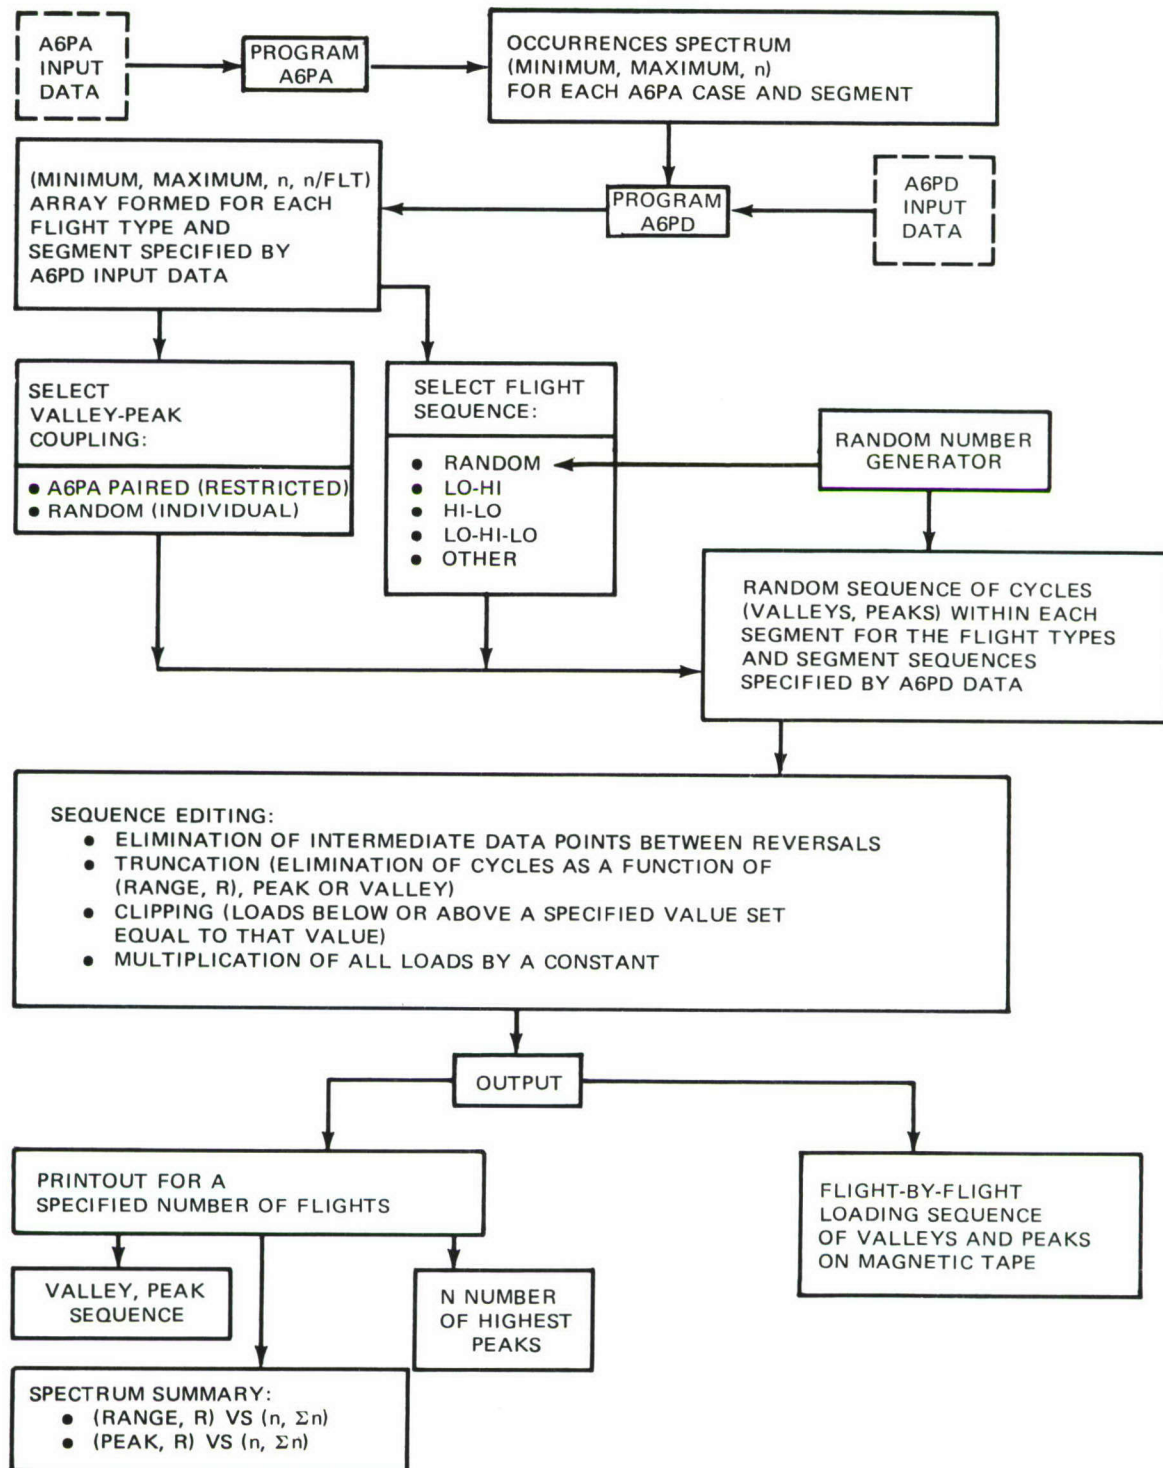 A6PA
INPUT
DATA
PROGRAM
A6PA
OCCURRENCES SPECTRUM
(MINIMUM, MAXIMUM, n)
FOR EACH A6PA CASE AND SEGMENT
(MINIMUM, MAXIMUM, n, n/FLT)
ARRAY FORMED FOR EACH
FLIGHT TYPE AND
SEGMENT SPECIFIED BY
A6PD INPUT DATA
PROGRAM
A6PD
A6PD
INPUT
DATA
SELECT
VALLEY-PEAK
COUPLING:
● A6PA PAIRED (RESTRICTED)
● RANDOM (INDIVIDUAL)
SELECT FLIGHT
SEQUENCE:
● RANDOM
● LO-HI
● HI-LO
● LO-HI-LO
● OTHER
RANDOM NUMBER
GENERATOR
RANDOM SEQUENCE OF CYCLES
(VALLEYS, PEAKS) WITHIN EACH
SEGMENT FOR THE FLIGHT TYPES
AND SEGMENT SEQUENCES
SPECIFIED BY A6PD DATA
SEQUENCE EDITING:
● ELIMINATION OF INTERMEDIATE DATA POINTS BETWEEN REVERSALS
● TRUNCATION (ELIMINATION OF CYCLES AS A FUNCTION OF
(RANGE, R), PEAK OR VALLEY)
● CLIPPING (LOADS BELOW OR ABOVE A SPECIFIED VALUE SET
EQUAL TO THAT VALUE)
● MULTIPLICATION OF ALL LOADS BY A CONSTANT
OUTPUT
PRINTOUT FOR A
SPECIFIED NUMBER OF FLIGHTS
FLIGHT-BY-FLIGHT
LOADING SEQUENCE
OF VALLEYS AND PEAKS
ON MAGNETIC TAPE
VALLEY, PEAK
SEQUENCE
N NUMBER
OF HIGHEST
PEAKS
SPECTRUM SUMMARY:
● (RANGE, R) VS (n, Σn)
● (PEAK, R) VS (n, Σn)